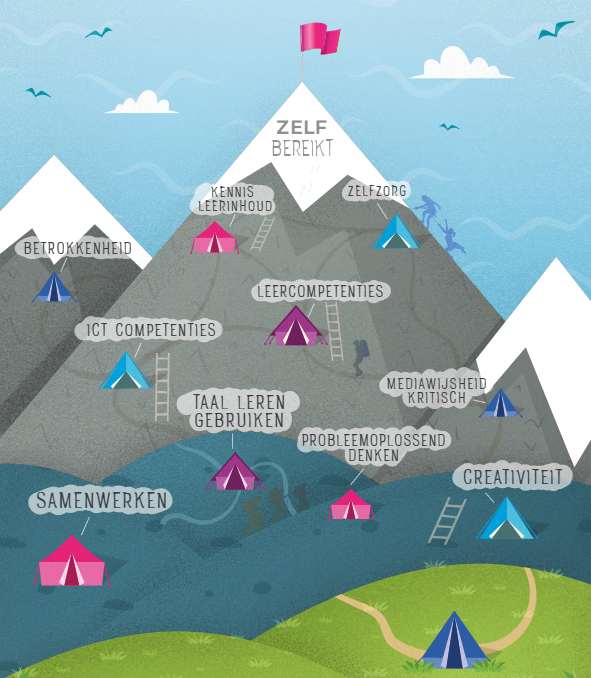 ZELF
BEREIKT
KENNIS
LEERINHOUD
ZELFZORG
BETROKKENHEID
LEERCOMPETENTIES
ICT COMPETENTIES
MEDIAWIJSHEID
KRITISCH
TAAL LEREN
GEBRUIKEN
PROBLEEMOPLOSSEND
DENKEN
CREATIVITEIT
SAMENWERKEN